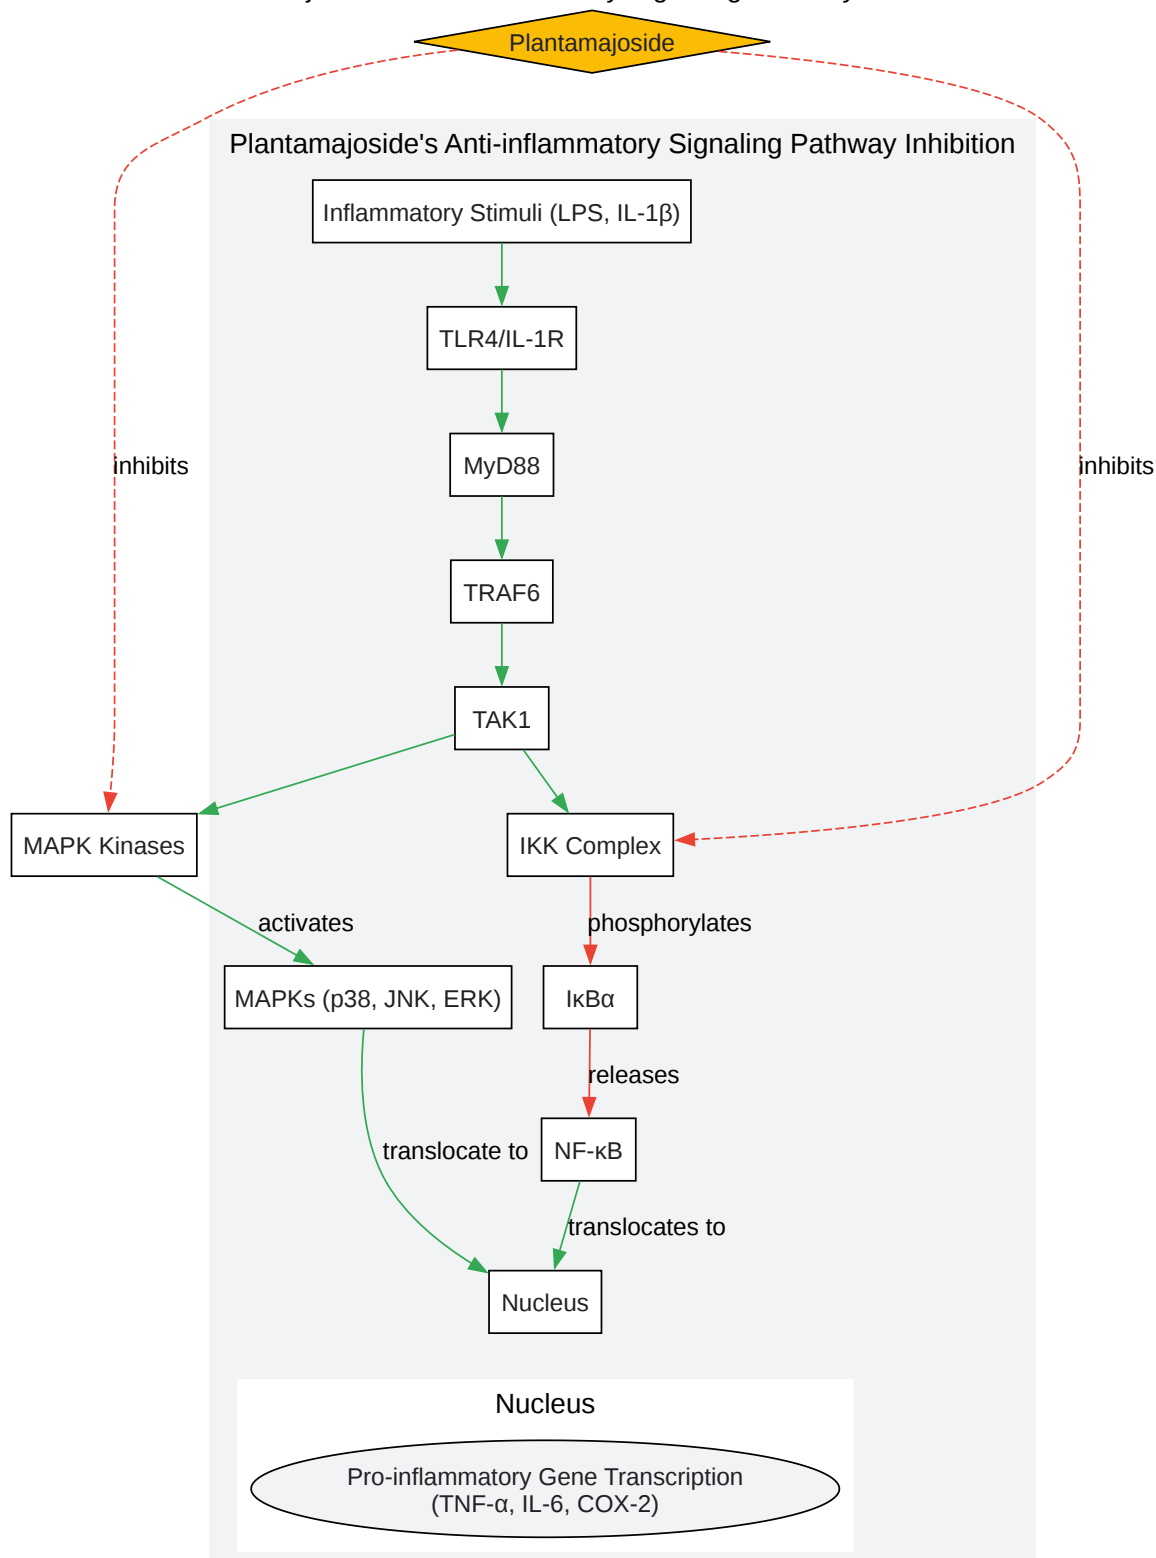 Plantamajoside
Plantamajoside's Anti-inflammatory Signaling Pathway Inhibition
Inflammatory Stimuli (LPS, IL-1β)
TLR4/IL-1R
MyD88
inhibits
inhibits
TRAF6
TAK1
MAPK Kinases
IKK Complex
activates
phosphorylates
MAPKs (p38, JNK, ERK)
IκBα
releases
translocate to
NF-κB
translocates to
Nucleus
Nucleus
Pro-inflammatory Gene Transcription
(TNF-α, IL-6, COX-2)